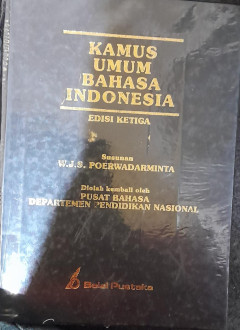 KAMUS
UMUM
BAHASA
INDONESIA
EDISI KETIGA
Susunan
W.J.S. POERWADARMINTA
Diolah kembali oleh
PUSAT BAHASA
DEPARTEMEN PENDIDIKAN NASIONAL
Balai Pustaka